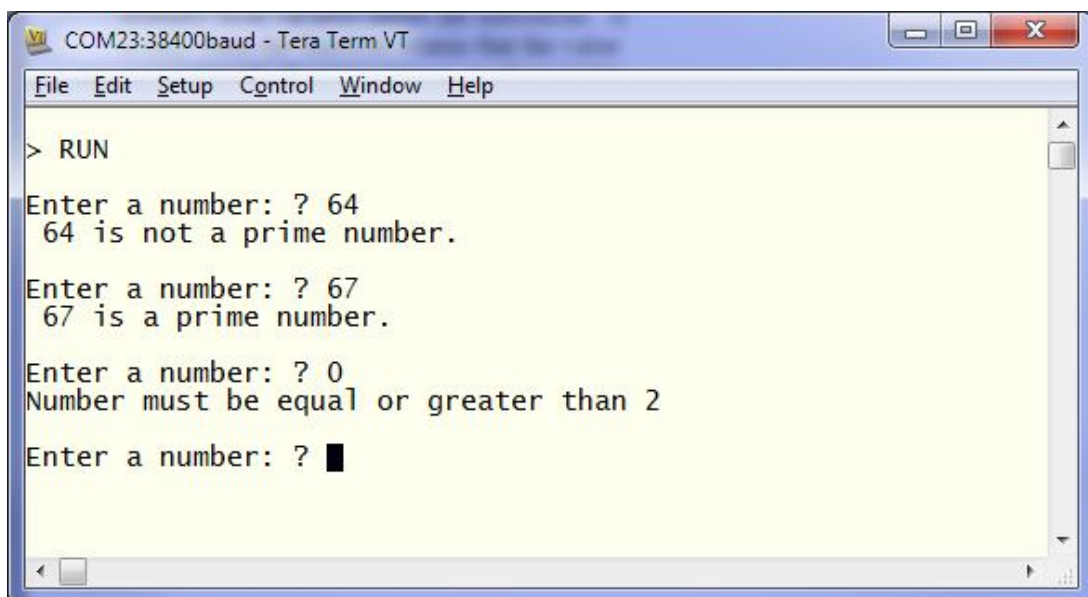 COM23:38400baud - Tera Term VT
File Edit Setup Control Window Help
> RUN
Enter a number: ? 64
64 is not a prime number.
Enter a number: ? 67
67 is a prime number.
Enter a number: ? 0
Number must be equal or greater than 2
Enter a number: ?